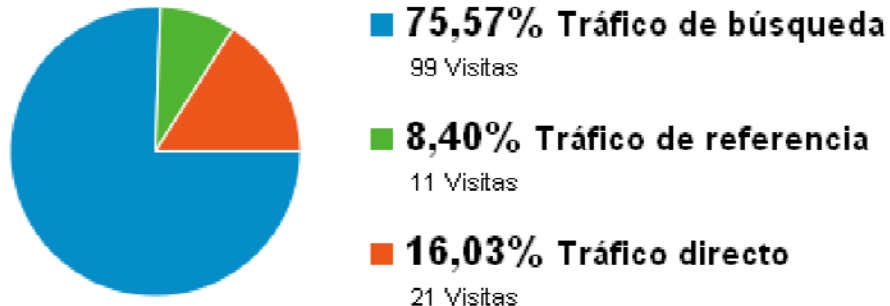 75,57% Tráfico de búsqueda
99 Visitas
8,40% Tráfico de referencia
11 Visitas
16,03% Tráfico directo
21 Visitas